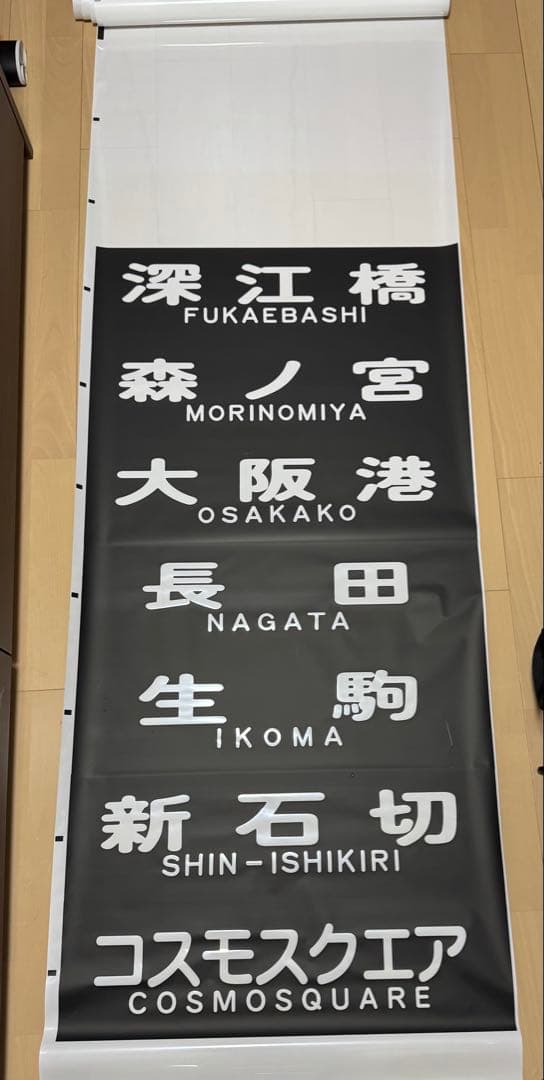 深江橋
FUKAEBASHI
森ノ宮
MORINOMIYA
大阪港
OSAKAKO
長田
NAGATA
生駒
IKOMA
新石切
SHIN-ISHIKIRI
コスモスクエア
COSMOSQUARE